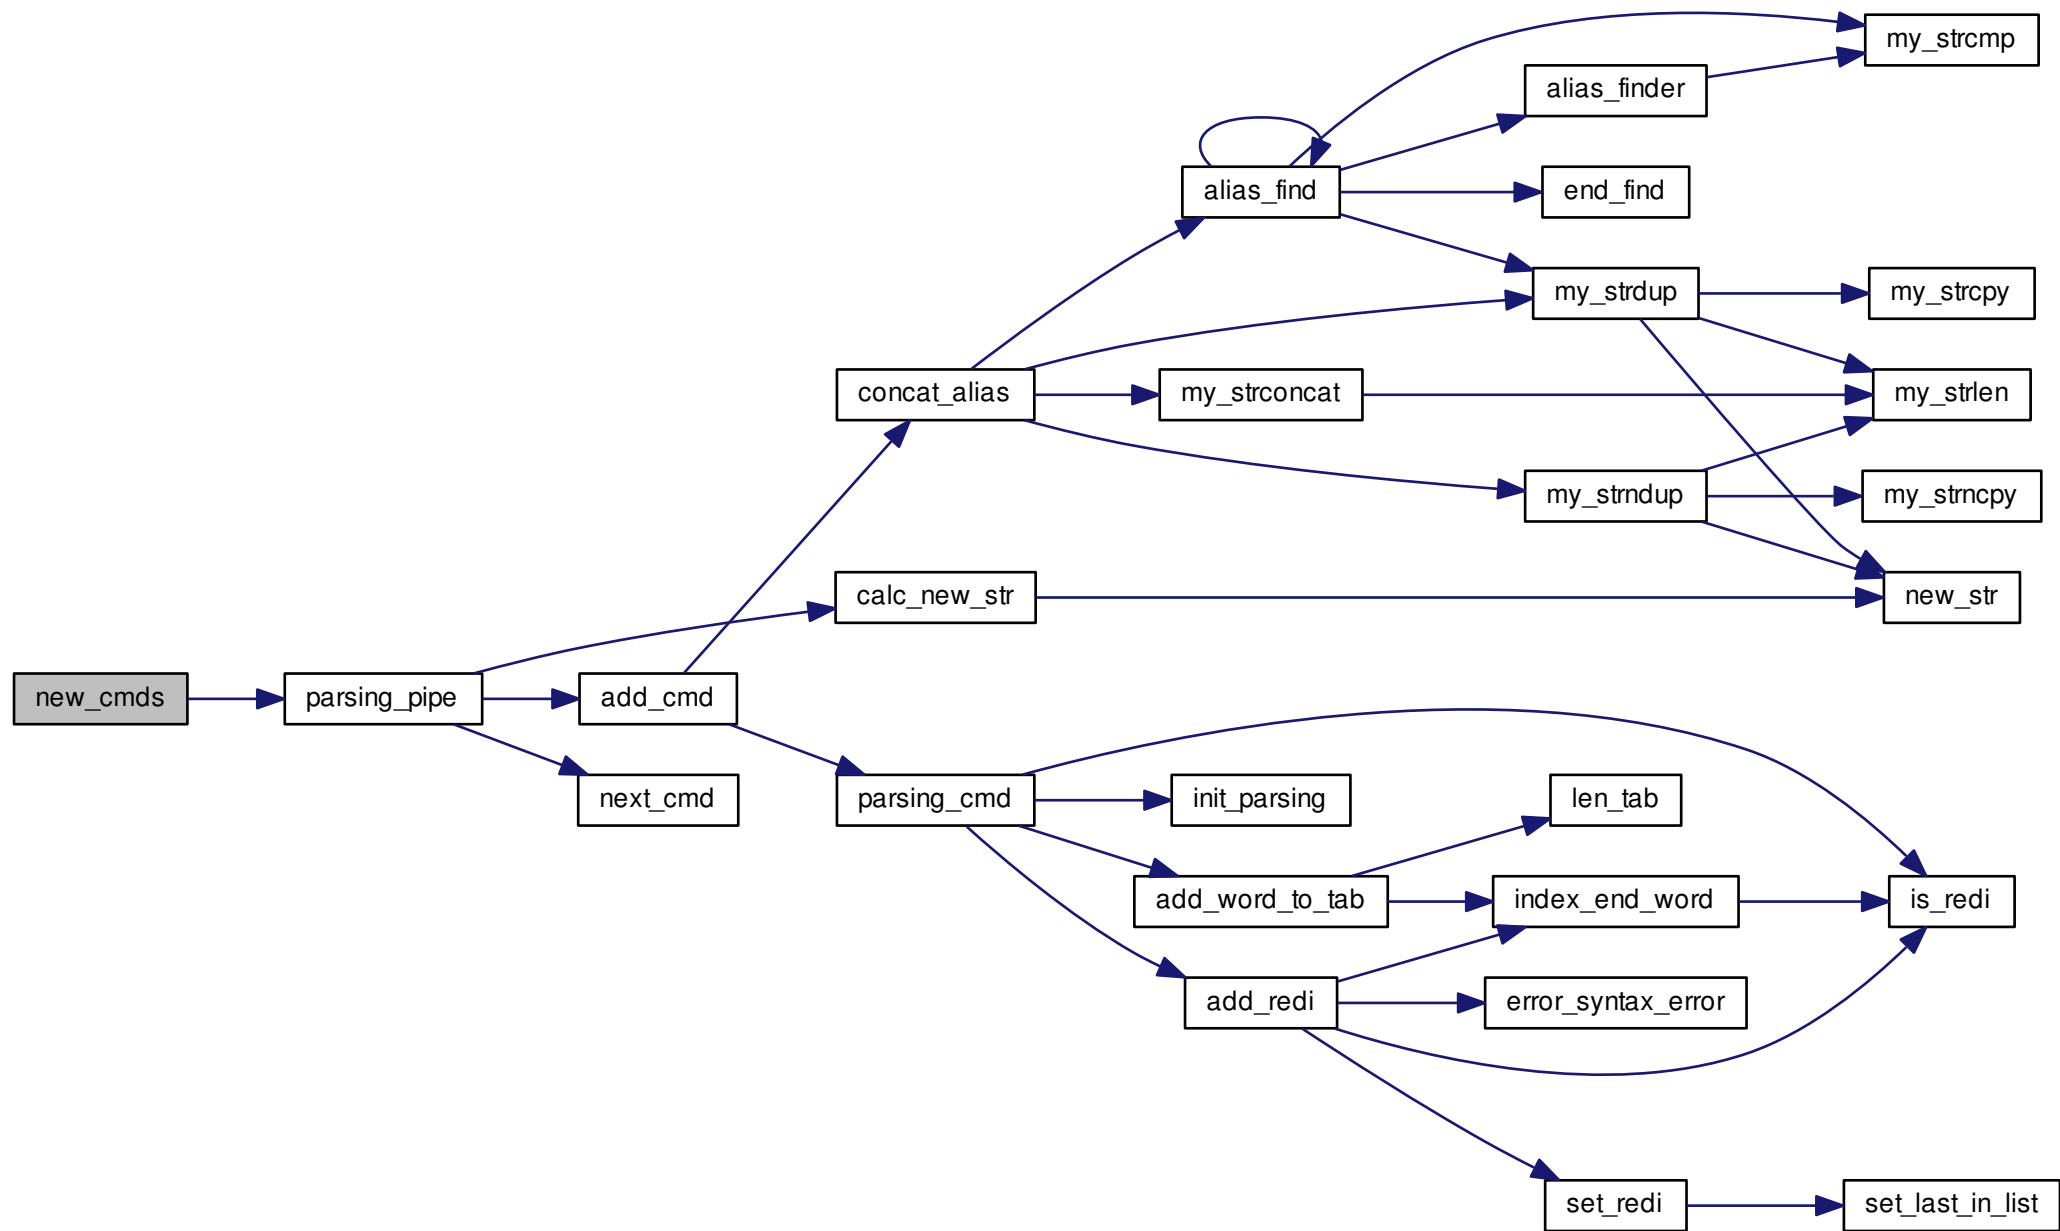 my_strcmp
alias_finder
alias_find
end_find
my_strdup
my_strcpy
concat_alias
my_strconcat
my_strlen
my_strndup
my_strncpy
calc_new_str
new_str
new_cmds
parsing_pipe
add_cmd
next_cmd
parsing_cmd
init_parsing
len_tab
add_word_to_tab
index_end_word
is_redi
add_redi
error_syntax_error
set_redi
set_last_in_list